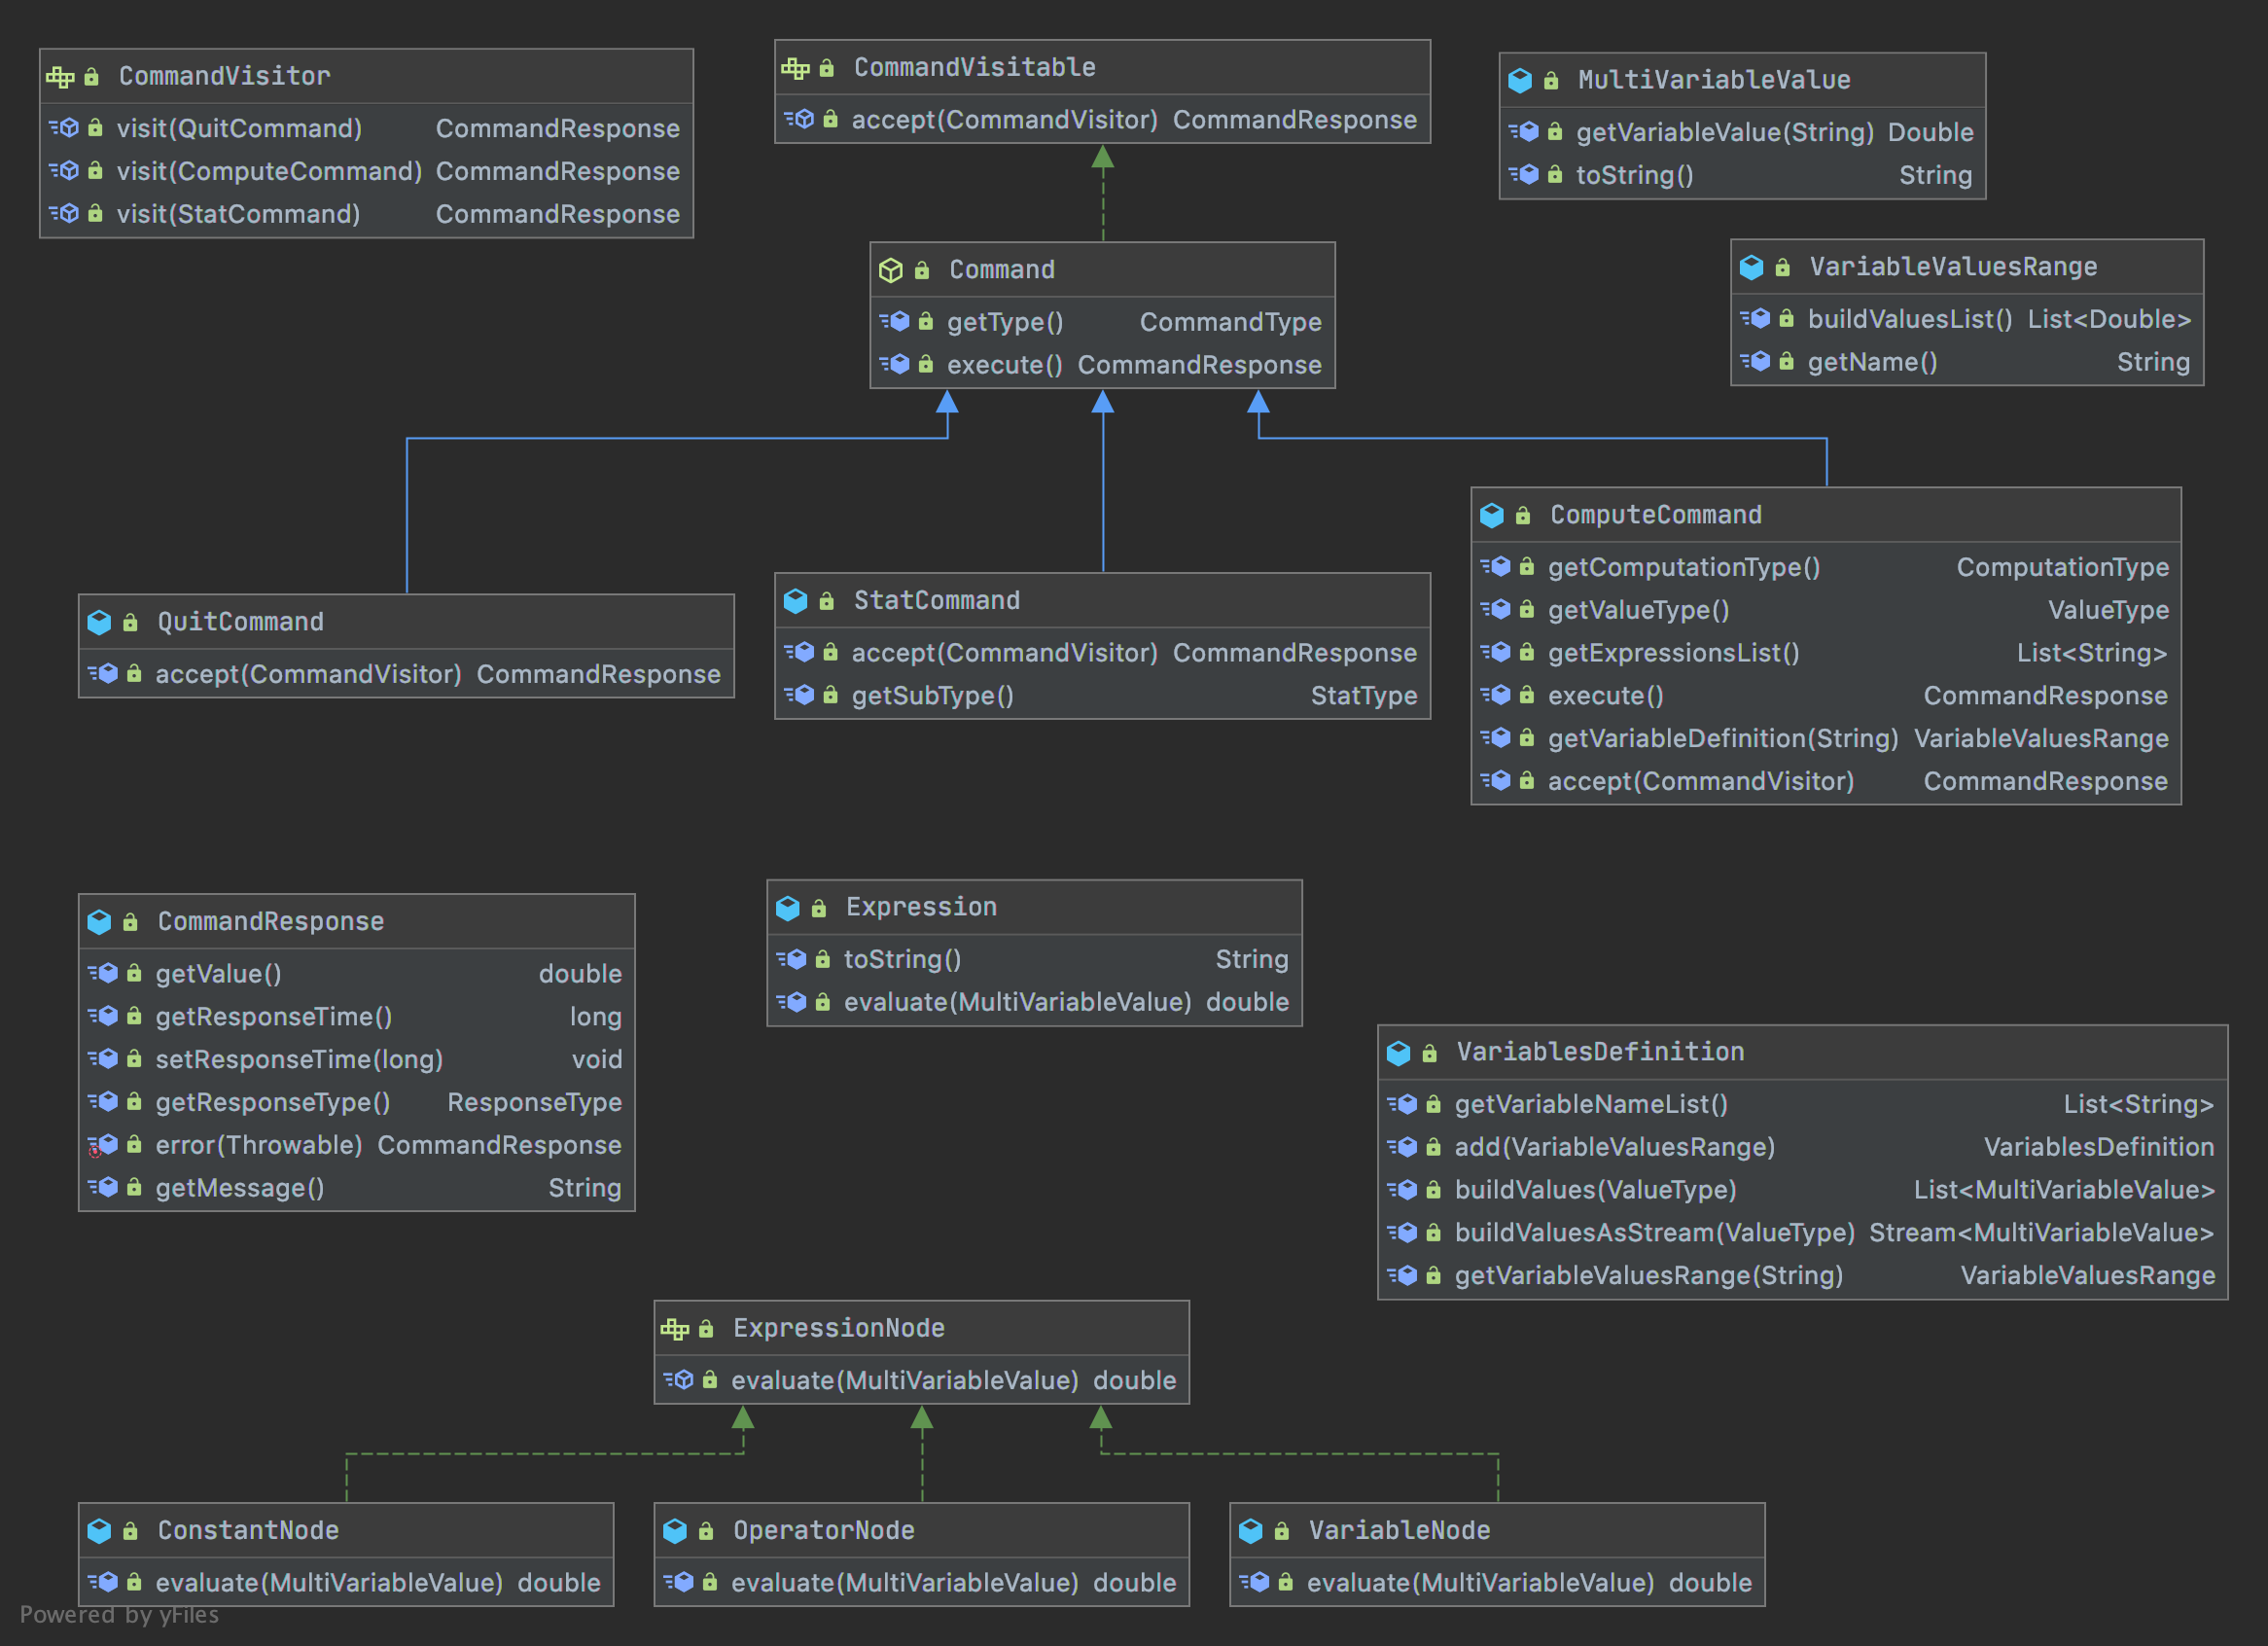 CommandVisitor
visit(QuitCommand) CommandResponse
visit(ComputeCommand) CommandResponse
visit(StatCommand) CommandResponse
CommandVisitable
accept(CommandVisitor) CommandResponse
MultiVariableValue
getVariableValue(String) Double
toString() String
Command
getType() CommandType
execute() CommandResponse
VariableValuesRange
buildValuesList() List<Double>
getName() String
QuitCommand
accept(CommandVisitor) CommandResponse
StatCommand
accept(CommandVisitor) CommandResponse
getSubType() StatType
ComputeCommand
getComputationType() ComputationType
getValueType() ValueType
getExpressionsList() List<String>
execute() CommandResponse
getVariableDefinition(String) VariableValuesRange
accept(CommandVisitor) CommandResponse
CommandResponse
getValue() double
getResponseTime() long
setResponseTime(long) void
getResponseType() ResponseType
error(Throwable) CommandResponse
getMessage() String
Expression
toString() String
evaluate(MultiVariableValue) double
VariablesDefinition
getVariableNameList() List<String>
add(VariableValuesRange) VariablesDefinition
buildValues(ValueType) List<MultiVariableValue>
buildValuesAsStream(ValueType) Stream<MultiVariableValue>
getVariableValuesRange(String) VariableValuesRange
ExpressionNode
evaluate(MultiVariableValue) double
ConstantNode
evaluate(MultiVariableValue) double
OperatorNode
evaluate(MultiVariableValue) double
VariableNode
evaluate(MultiVariableValue) double
Powered by yFiles